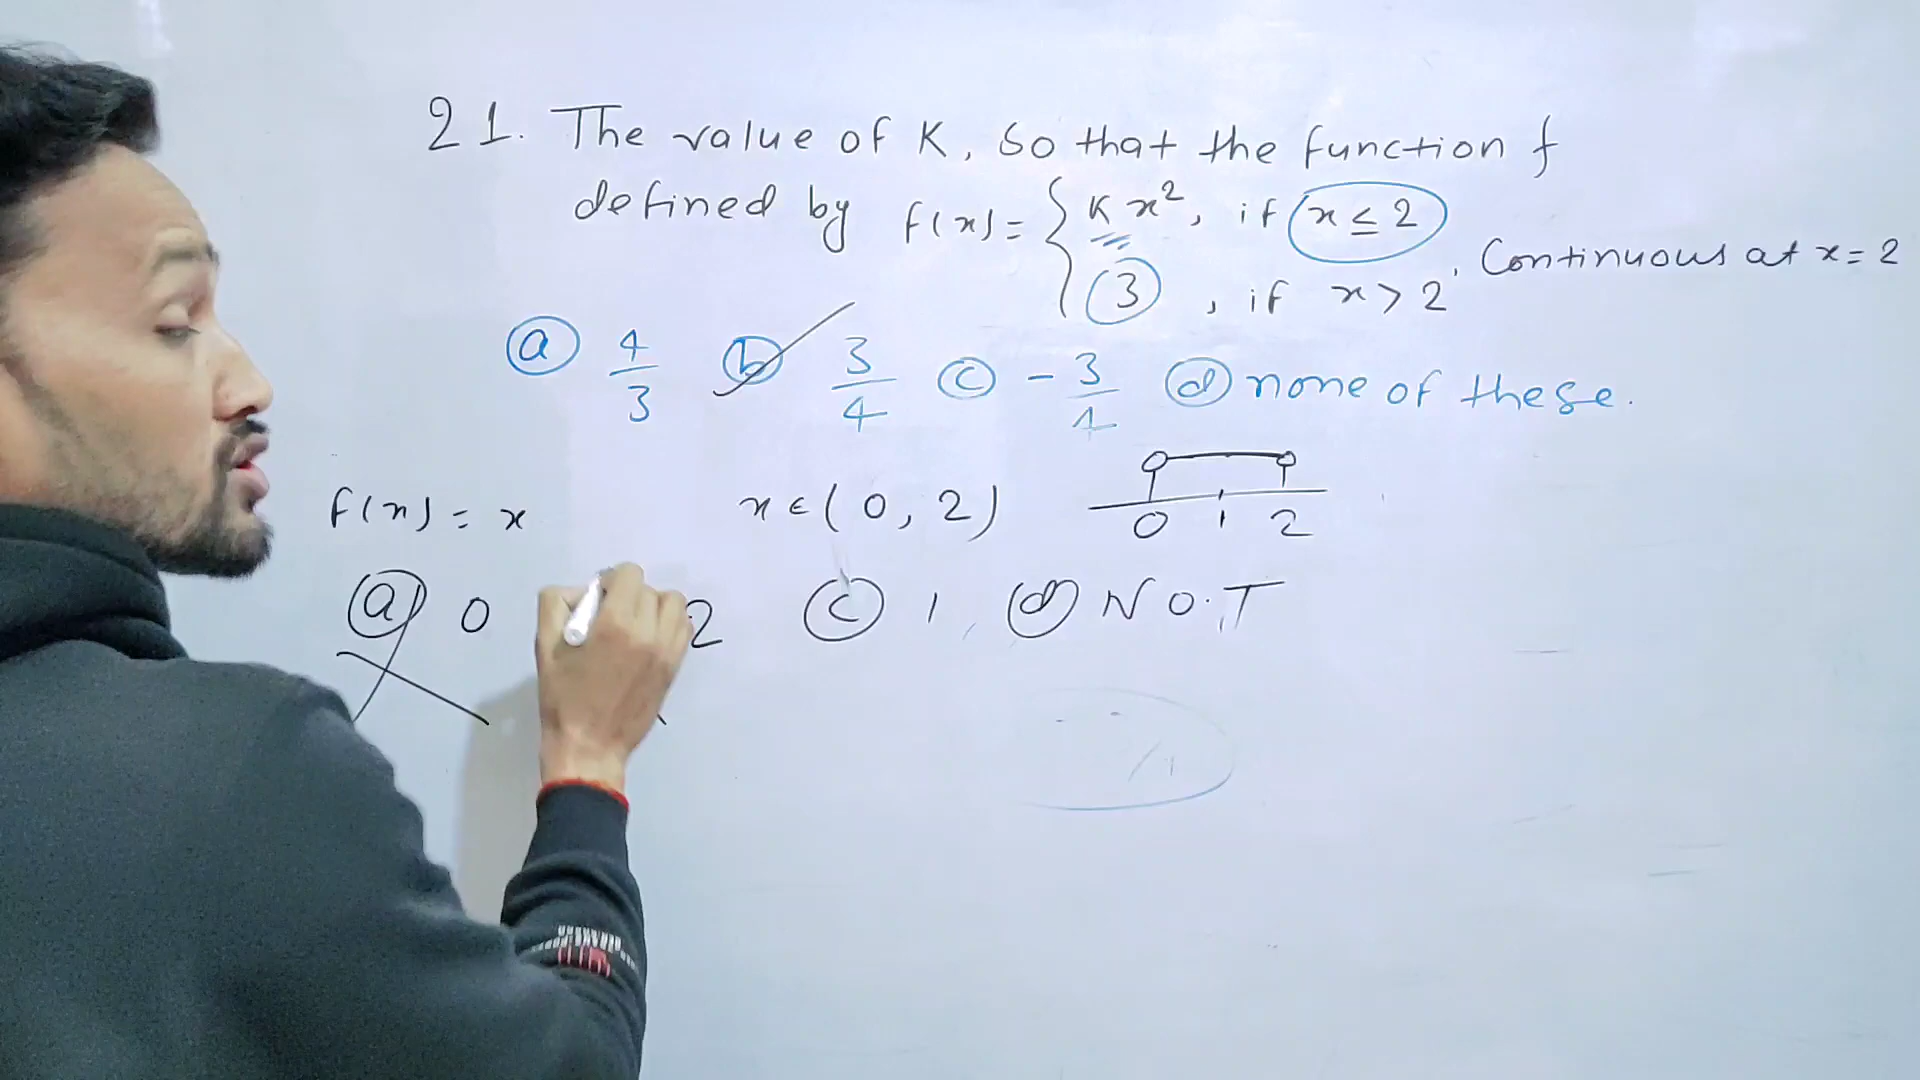 21. The value of K, So that the function f
defined by f(x) = { K x², if x ≤ 2
3 , if x > 2 . Continuous at x = 2
(a) 4/3 (b) 3/4 (c) - 3/4 (d) none of these.
f(x) = x x ∈ (0, 2) 0 1 2
(a) 0 2 (c) 1 (d) N O.T